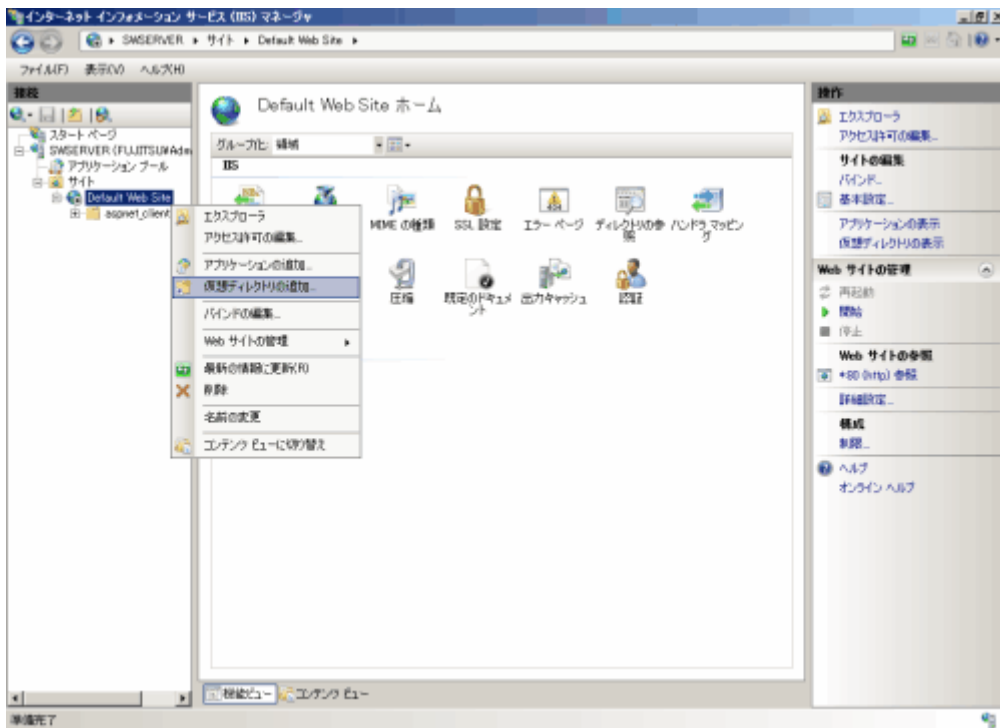 インターネット インフォメーション サービス (IIS) マネージャ
SWSERVER ▸ サイト ▸ Default Web Site ▸
ファイル(F) 表示(V) ヘルプ(H)
接続
スタート ページ
SWSERVER (FUJITSU¥Adm
アプリケーション プール
サイト
Default Web Site
aspnet_client
エクスプローラ
アクセス許可の編集...
アプリケーションの追加...
仮想ディレクトリの追加...
バインドの編集...
Web サイトの管理
最新の情報に更新(R)
削除
名前の変更
コンテンツ ビューに切り替え
Default Web Site ホーム
グループ化: 領域
IIS
MIME の種類
SSL 設定
エラー ページ
ディレクトリの参照
ハンドラ マッピング
圧縮
既定のドキュメント
出力キャッシュ
認証
機能ビュー
コンテンツ ビュー
操作
エクスプローラ
アクセス許可の編集...
サイトの編集
バインド...
基本設定...
アプリケーションの表示
仮想ディレクトリの表示
Web サイトの管理
再起動
開始
停止
Web サイトの参照
*:80 (http) 参照
詳細設定...
構成
制限...
ヘルプ
オンライン ヘルプ
準備完了